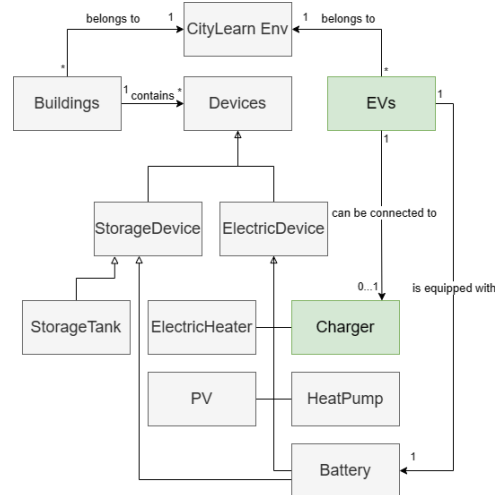 belongs to
1
CityLearn Env
1
belongs to
*
*
Buildings
1
contains
*
Devices
EVs
1
1
StorageDevice
ElectricDevice
can be connected to
0...1
is equipped with
StorageTank
ElectricHeater
Charger
PV
HeatPump
Battery
1